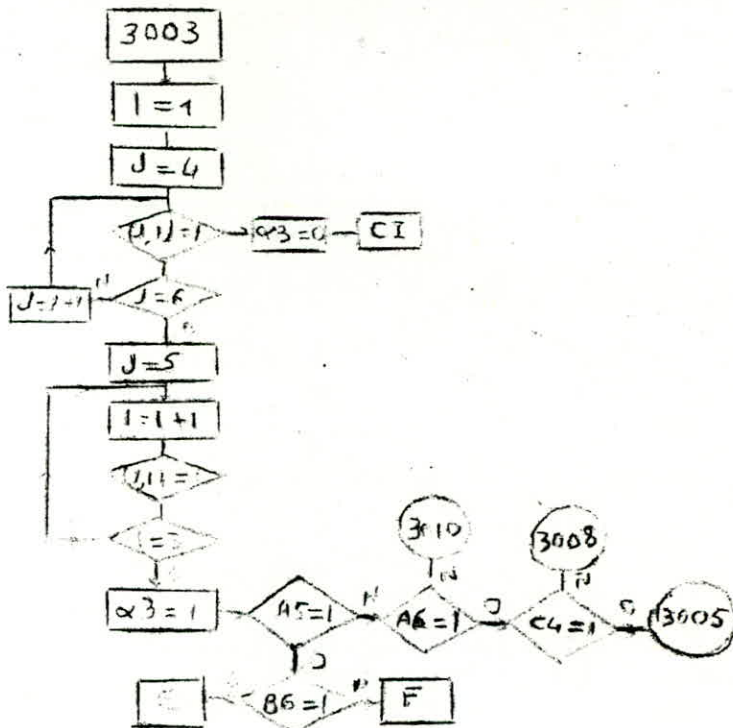 3003
I=1
J=4
(J,I)=1
α3=0
CI
J=6
N
J=J+1
J=5
I=I+1
α3=1
A5=1
N
A6=1
N
3010
O
C4=1
N
3008
O
3005
O
B6=1
N
F